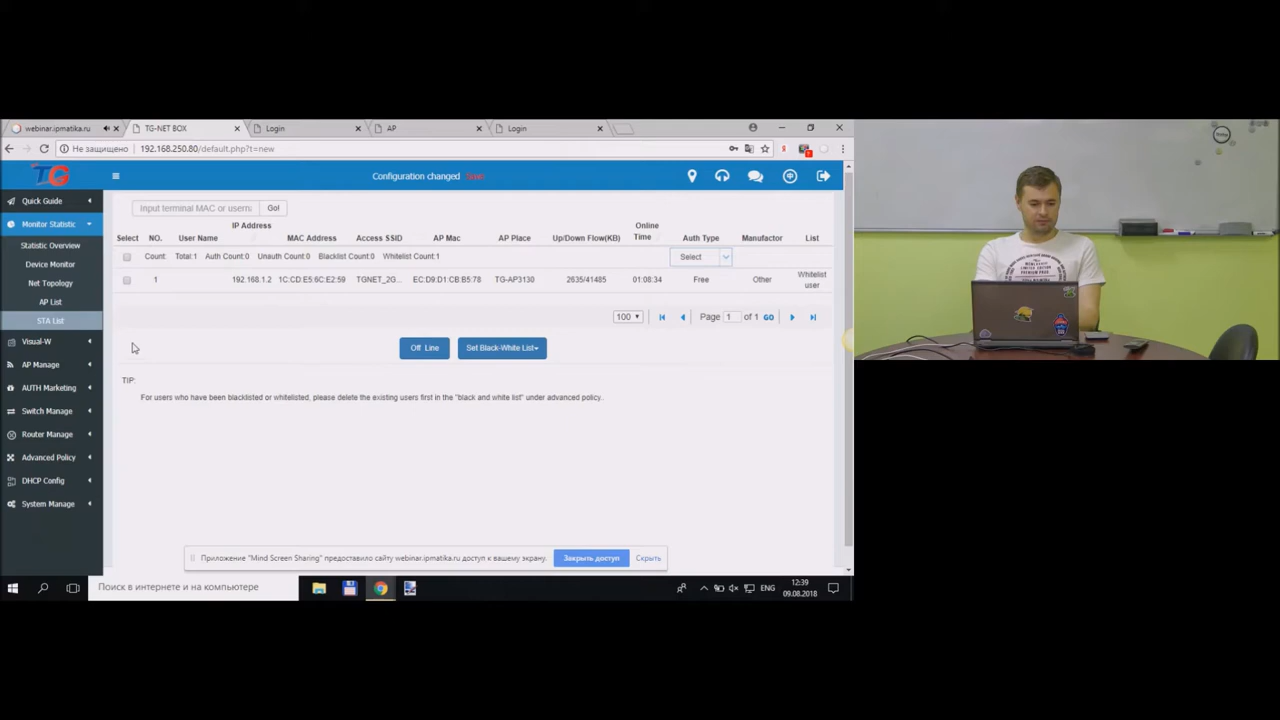 webinar.ipmatika.ru
TG-NET BOX
Login
AP
Login
Не защищено
192.168.250.80/default.php?t=new
TG
Configuration changed
Quick Guide
Monitor Statistic
Statistic Overview
Device Monitor
Net Topology
AP List
STA List
Visual-W
AP Manage
AUTH Marketing
Switch Manage
Router Manage
Advanced Policy
DHCP Config
System Manage
Input terminal MAC or usern:
Go!
Select
NO.
User Name
IP Address
MAC Address
Access SSID
AP Mac
AP Place
Up/Down Flow(KB)
Online Time
Auth Type
Manufactor
List
Count
Total:1
Auth Count:0
Unauth Count:0
Blacklist Count:0
Whitelist Count:1
Select
1
192.168.1.2
1C:CD:E5:6C:E2:59
TGNET_2G...
EC:D9:D1:CB:B5:78
TG-AP3130
2635/41485
01:08:34
Free
Other
Whitelist user
100
Page 1 of 1 GO
Off Line
Set Black-White List
TIP:
For users who have been blacklisted or whitelisted, please delete the existing users first in the "black and white list" under advanced policy.
Приложение "Mind Screen Sharing" предоставило сайту webinar.ipmatika.ru доступ к вашему экрану.
Закрыть доступ
Скрыть
Поиск в интернете и на компьютере
ENG
12:39
09.08.2018